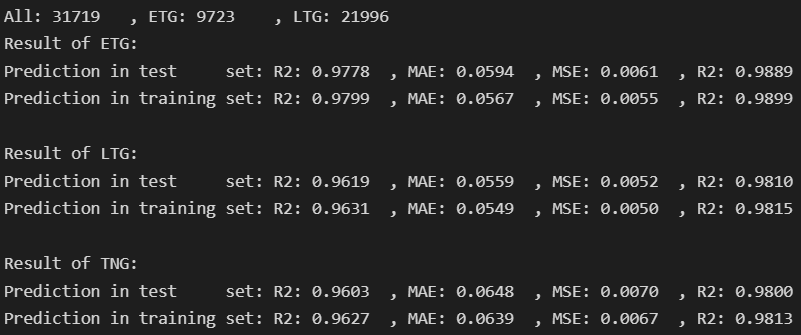 All: 31719   , ETG: 9723    , LTG: 21996
Result of ETG:
Prediction in test     set: R2: 0.9778  , MAE: 0.0594  , MSE: 0.0061  , R2: 0.9889
Prediction in training set: R2: 0.9799  , MAE: 0.0567  , MSE: 0.0055  , R2: 0.9899
Result of LTG:
Prediction in test     set: R2: 0.9619  , MAE: 0.0559  , MSE: 0.0052  , R2: 0.9810
Prediction in training set: R2: 0.9631  , MAE: 0.0549  , MSE: 0.0050  , R2: 0.9815
Result of TNG:
Prediction in test     set: R2: 0.9603  , MAE: 0.0648  , MSE: 0.0070  , R2: 0.9800
Prediction in training set: R2: 0.9627  , MAE: 0.0639  , MSE: 0.0067  , R2: 0.9813